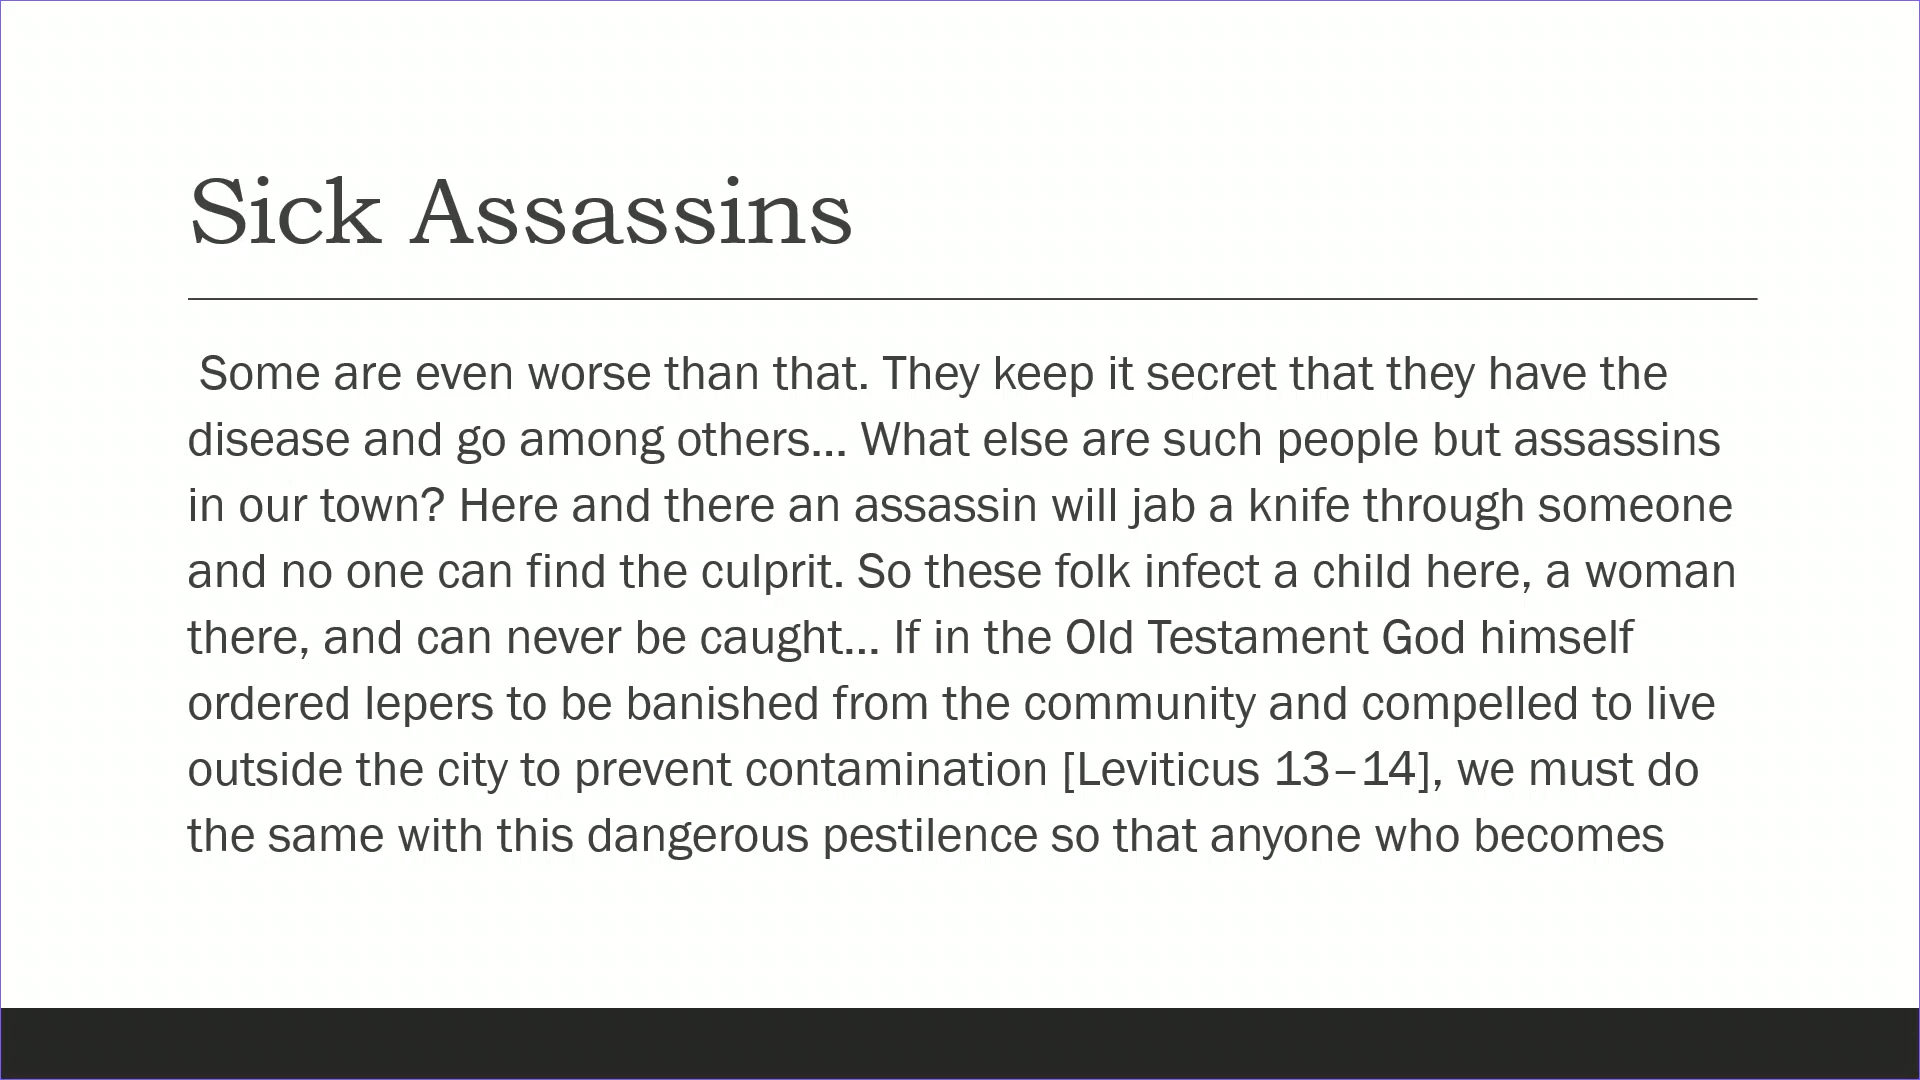 Sick Assassins
Some are even worse than that. They keep it secret that they have the
disease and go among others... What else are such people but assassins
in our town? Here and there an assassin will jab a knife through someone
and no one can find the culprit. So these folk infect a child here, a woman
there, and can never be caught... If in the Old Testament God himself
ordered lepers to be banished from the community and compelled to live
outside the city to prevent contamination [Leviticus 13–14], we must do
the same with this dangerous pestilence so that anyone who becomes